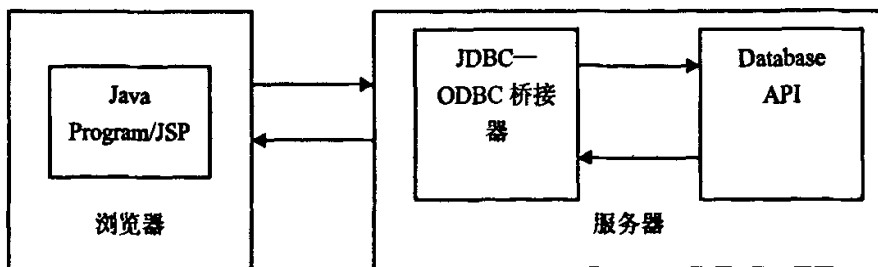 Java
Program/JSP
浏览器
JDBC—
ODBC 桥接
器
Database
API
服务器